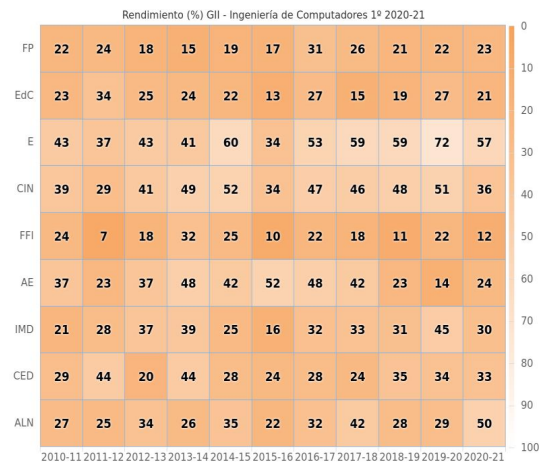 Rendimiento (%) GII - Ingeniería de Computadores 1º 2020-21
FP 22 24 18 15 19 17 31 26 21 22 23
EdC 23 34 25 24 22 13 27 15 19 27 21
E 43 37 43 41 60 34 53 59 59 72 57
CIN 39 29 41 49 52 34 47 46 48 51 36
FFI 24 7 18 32 25 10 22 18 11 22 12
AE 37 23 37 48 42 52 48 42 23 14 24
IMD 21 28 37 39 25 16 32 33 31 45 30
CED 29 44 20 44 28 24 28 24 35 34 33
ALN 27 25 34 26 35 22 32 42 28 29 50
2010-11 2011-12 2012-13 2013-14 2014-15 2015-16 2016-17 2017-18 2018-19 2019-20 2020-21
0
10
20
30
40
50
60
70
80
90
100